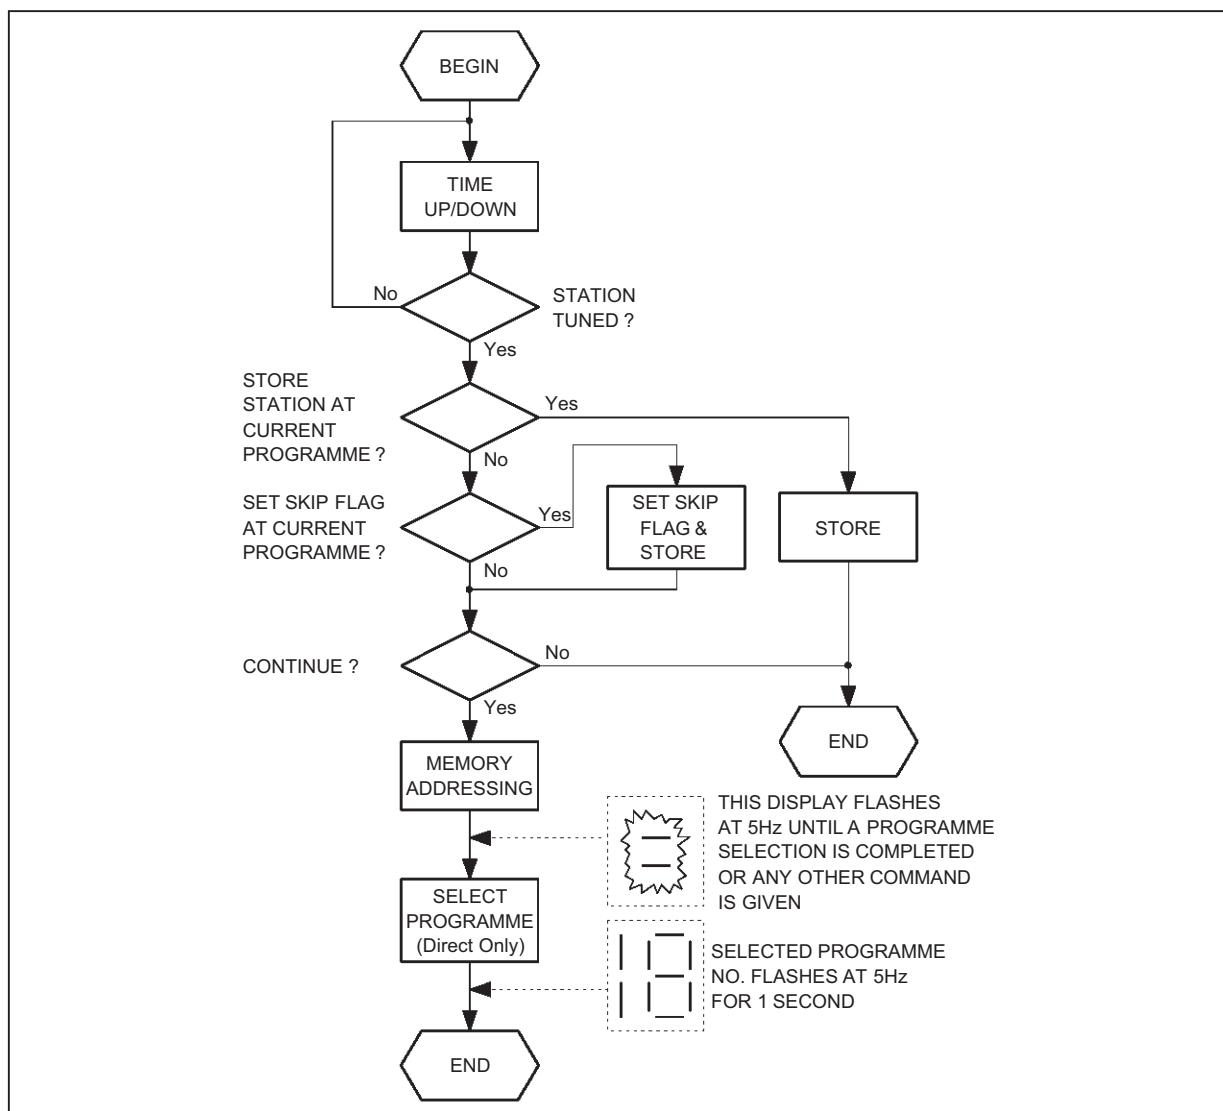 BEGIN
TIME
UP/DOWN
No
STATION
TUNED ?
Yes
STORE
STATION AT
CURRENT
PROGRAMME ?
Yes
No
SET SKIP FLAG
AT CURRENT
PROGRAMME ?
Yes
SET SKIP
FLAG &
STORE
STORE
No
CONTINUE ?
No
Yes
END
MEMORY
ADDRESSING
THIS DISPLAY FLASHES
AT 5Hz UNTIL A PROGRAMME
SELECTION IS COMPLETED
OR ANY OTHER COMMAND
IS GIVEN
SELECT
PROGRAMME
(Direct Only)
18
SELECTED PROGRAMME
NO. FLASHES AT 5Hz
FOR 1 SECOND
END